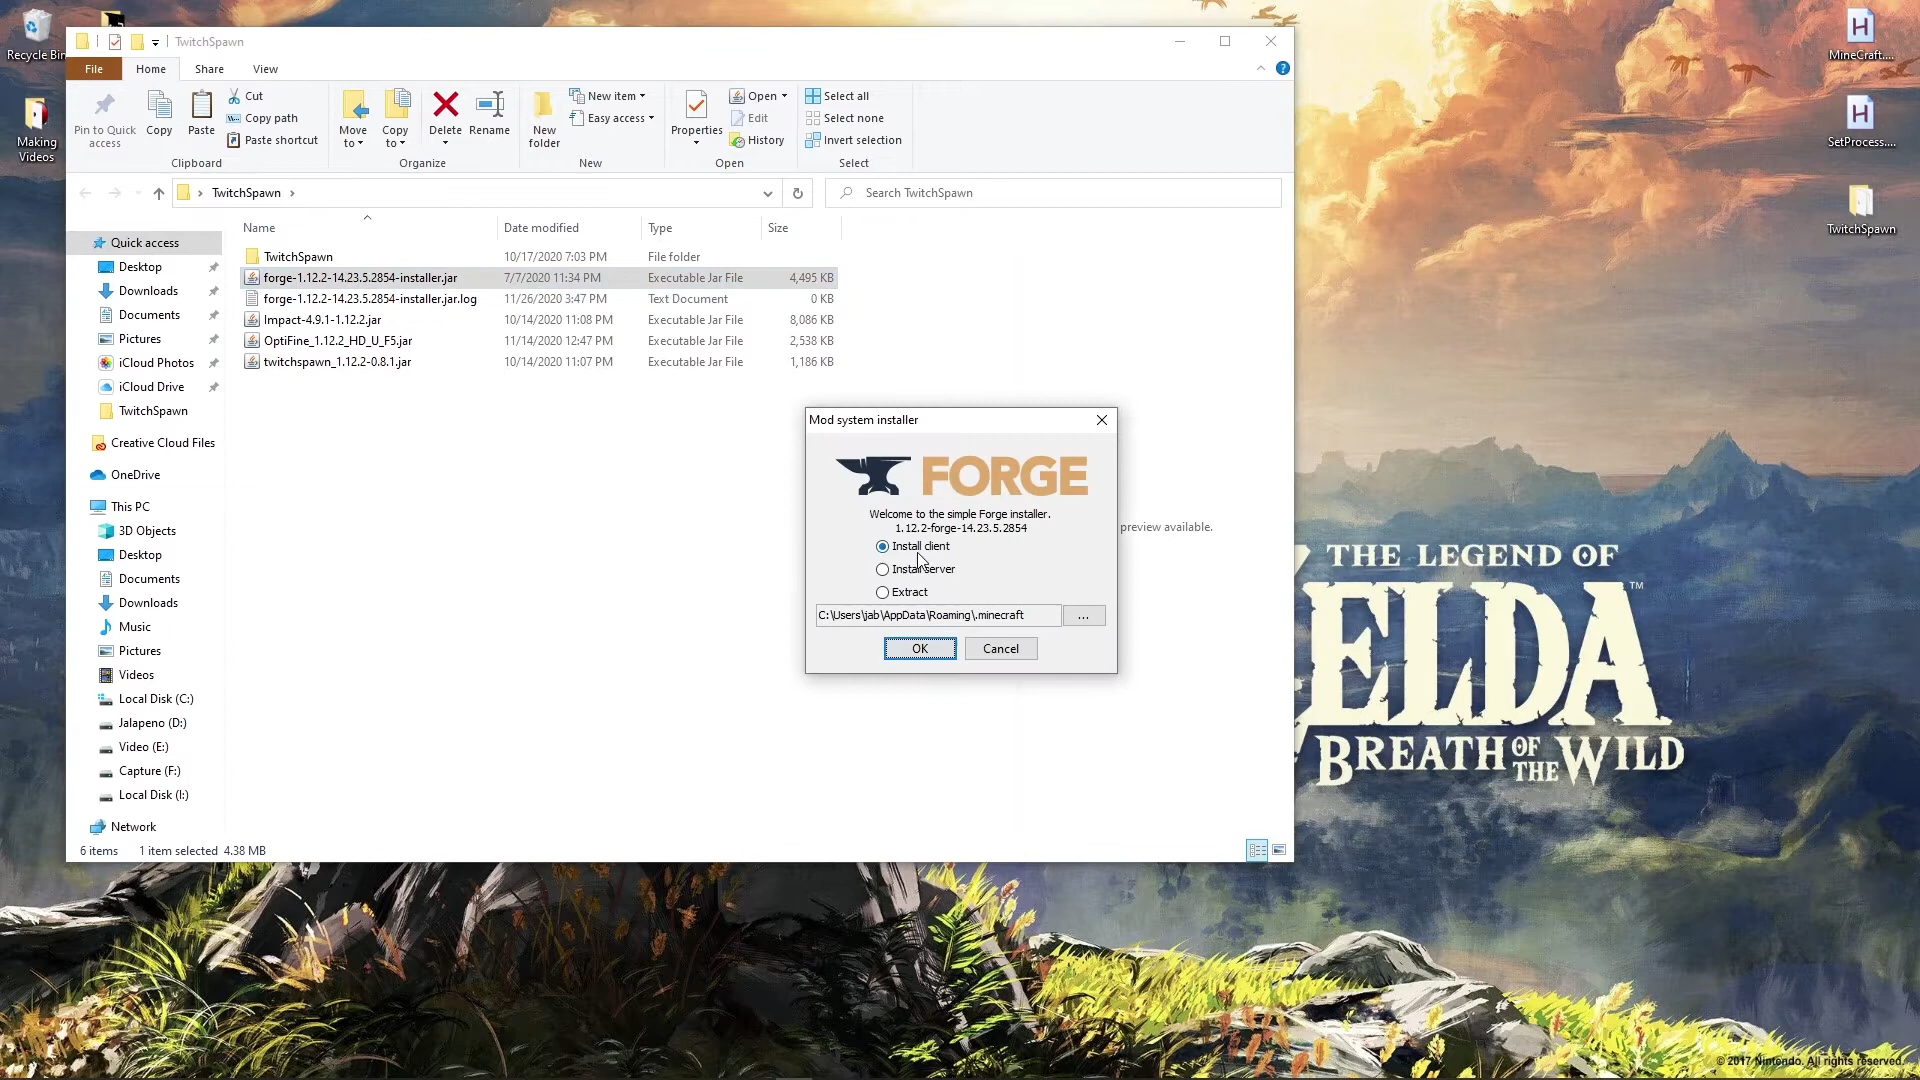 Recycle Bin
Making
Videos
TwitchSpawn
File
Home
Share
View
Pin to Quick
access
Copy
Paste
Cut
Copy path
Paste shortcut
Clipboard
Move
to
Copy
to
Delete
Rename
Organize
New
folder
New item
Easy access
New
Properties
Open
Edit
History
Open
Select all
Select none
Invert selection
Select
TwitchSpawn
Search TwitchSpawn
Name
Date modified
Type
Size
TwitchSpawn 10/17/2020 7:03 PM File folder
forge-1.12.2-14.23.5.2854-installer.jar 7/7/2020 11:34 PM Executable Jar File 4,495 KB
forge-1.12.2-14.23.5.2854-installer.jar.log 11/26/2020 3:47 PM Text Document 0 KB
Impact-4.9.1-1.12.2.jar 10/14/2020 11:08 PM Executable Jar File 8,086 KB
OptiFine_1.12.2_HD_U_F5.jar 11/14/2020 12:47 PM Executable Jar File 2,538 KB
twitchspawn_1.12.2-0.8.1.jar 10/14/2020 11:07 PM Executable Jar File 1,186 KB
Quick access
Desktop
Downloads
Documents
Pictures
iCloud Photos
iCloud Drive
TwitchSpawn
Creative Cloud Files
OneDrive
This PC
3D Objects
Desktop
Documents
Downloads
Music
Pictures
Videos
Local Disk (C:)
Jalapeno (D:)
Video (E:)
Capture (F:)
Local Disk (I:)
Network
6 items 1 item selected 4.38 MB
preview available.
Mod system installer
FORGE
Welcome to the simple Forge installer.
1.12.2-forge-14.23.5.2854
Install client
Install server
Extract
C:\Users\jab\AppData\Roaming\.minecraft
...
OK
Cancel
MineCraft....
SetProcess....
TwitchSpawn
THE LEGEND OF
ELDA
™
BREATH OF THE WILD
© 2017 Nintendo. All rights reserved.